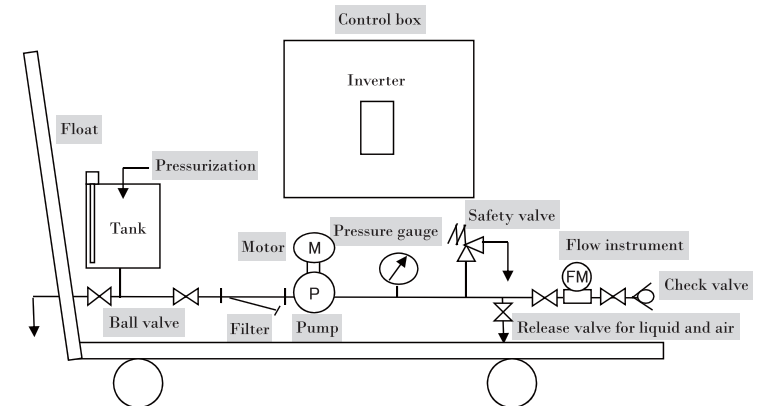 Control box
Inverter
Float
Pressurization
Tank
Motor
M
Pressure gauge
Safety valve
Flow instrument
FM
Check valve
P
Ball valve
Filter
Pump
Release valve for liquid and air